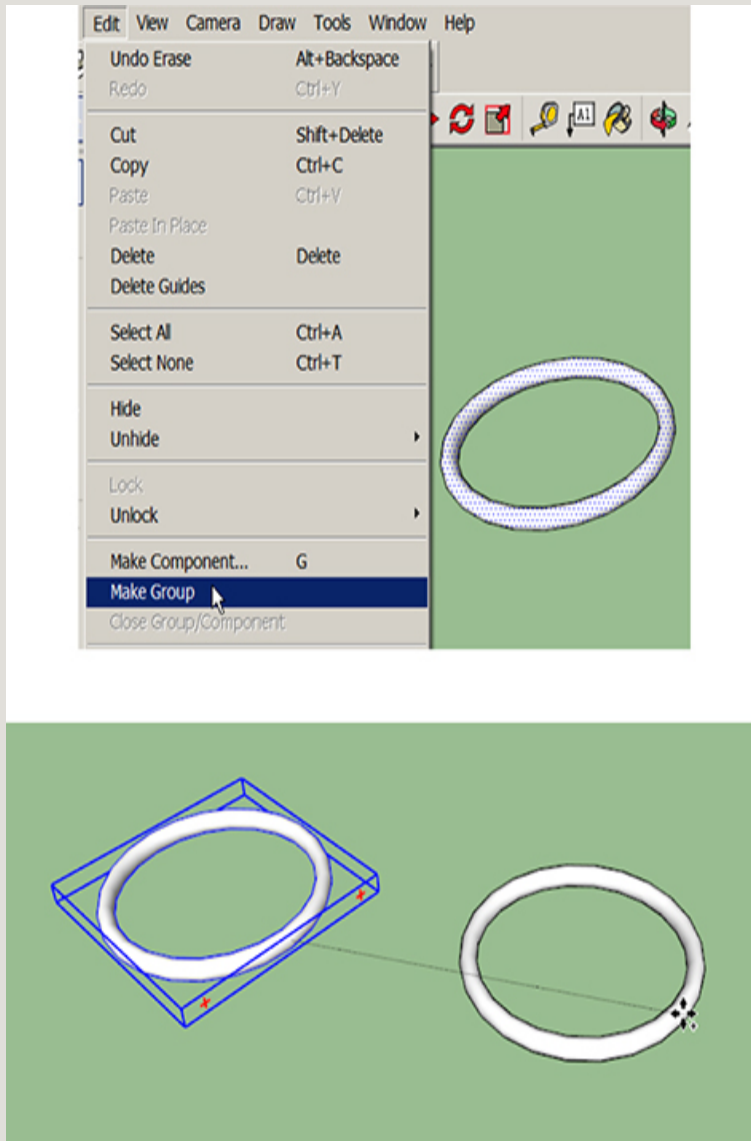 Edit View Camera Draw Tools Window Help
Undo Erase Alt+Backspace
Redo Ctrl+Y
Cut Shift+Delete
Copy Ctrl+C
Paste Ctrl+V
Paste In Place
Delete Delete
Delete Guides
Select All Ctrl+A
Select None Ctrl+T
Hide
Unhide
Lock
Unlock
Make Component... G
Make Group
Close Group/Component
A1